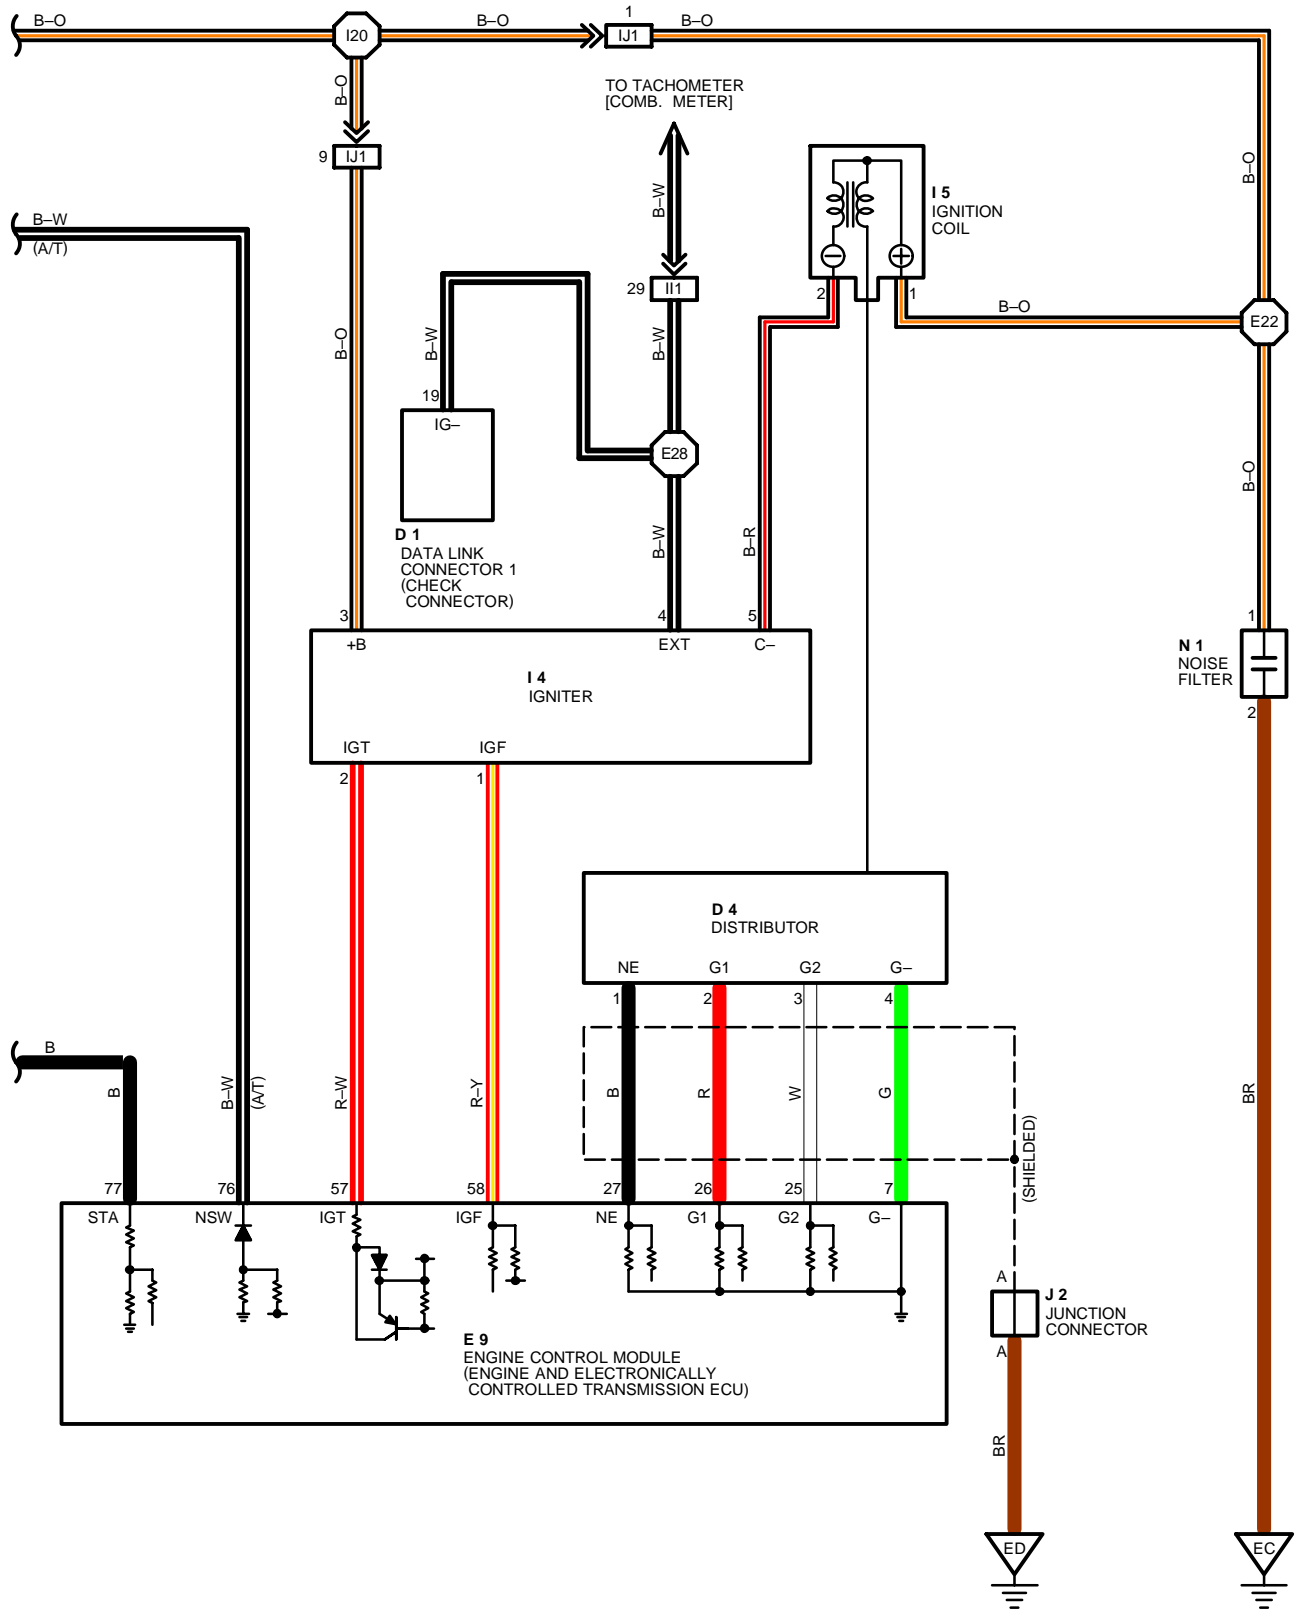 1
B–O
I20
B–O
IJ1
B–O
B–O
TO TACHOMETER
[COMB. METER]
9
IJ1
B–O
B–W
(A/T)
B–W
I 5
IGNITION
COIL
29
II1
2
1
B–O
E22
B–O
B–W
B–W
19
IG–
E28
B–O
D 1
DATA LINK
CONNECTOR 1
(CHECK
CONNECTOR)
B–W
B–R
3
4
5
1
+B
EXT
C–
N 1
NOISE
FILTER
I 4
IGNITER
2
IGT
IGF
2
1
D 4
DISTRIBUTOR
NE
G1
G2
G–
1
2
3
4
B
B
B–W
(A/T)
R–W
R–Y
B
R
W
G
BR
(SHIELDED)
77
76
57
58
27
26
25
7
STA
NSW
IGT
IGF
NE
G1
G2
G–
A
J 2
JUNCTION
CONNECTOR
A
E 9
ENGINE CONTROL MODULE
(ENGINE AND ELECTRONICALLY
CONTROLLED TRANSMISSION ECU)
BR
ED
EC